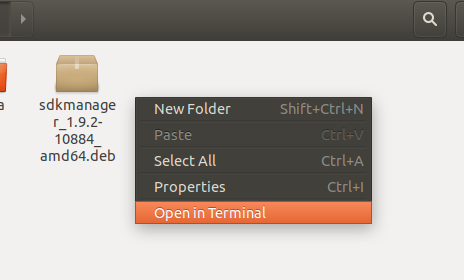 a
sdkmanage
r_1.9.2-
10884_
amd64.deb
New Folder Shift+Ctrl+N
Paste Ctrl+V
Select All Ctrl+A
Properties Ctrl+I
Open in Terminal